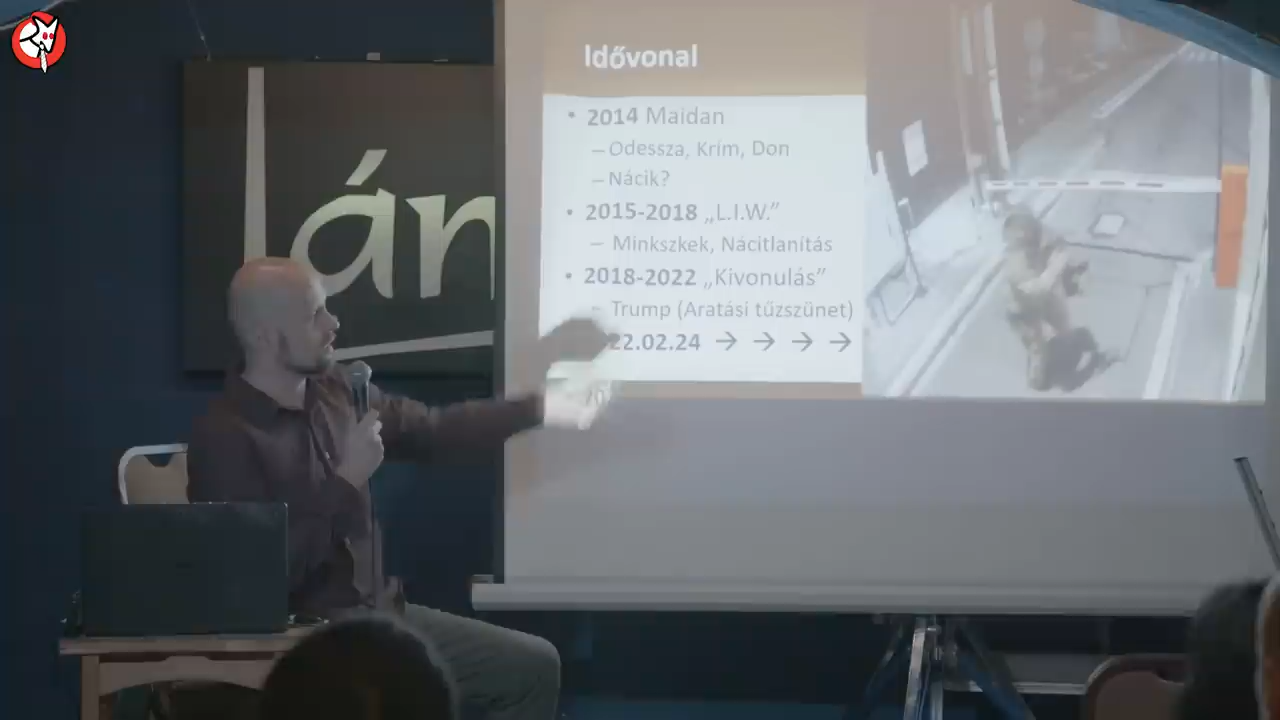 Idővonal
• 2014 Maidan
– Odessza, Krím, Don
– Nácik?
• 2015-2018 „L.I.W.”
– Minkszkek, Nácitlanítás
• 2018-2022 „Kivonulás”
– Trump (Aratási tűzszünet)
22.02.24 → → → →
án